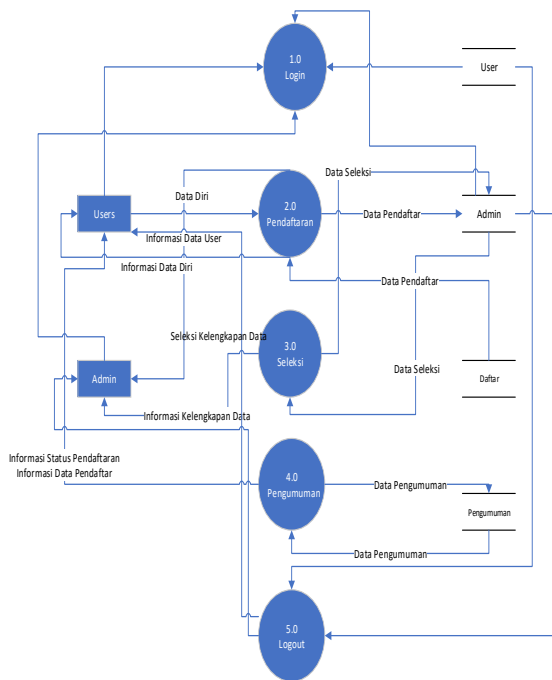 1.0
Login
User
Data Seleksi
Data Diri
Users
2.0
Pendaftaran
Data Pendaftar
Admin
Informasi Data User
Informasi Data Diri
Data Pendaftar
Seleksi Kelengkapan Data
3.0
Seleksi
Data Seleksi
Admin
Daftar
Informasi Kelengkapan Data
Informasi Status Pendaftaran
Informasi Data Pendaftar
4.0
Pengumuman
Data Pengumuman
Pengumuman
Data Pengumuman
5.0
Logout